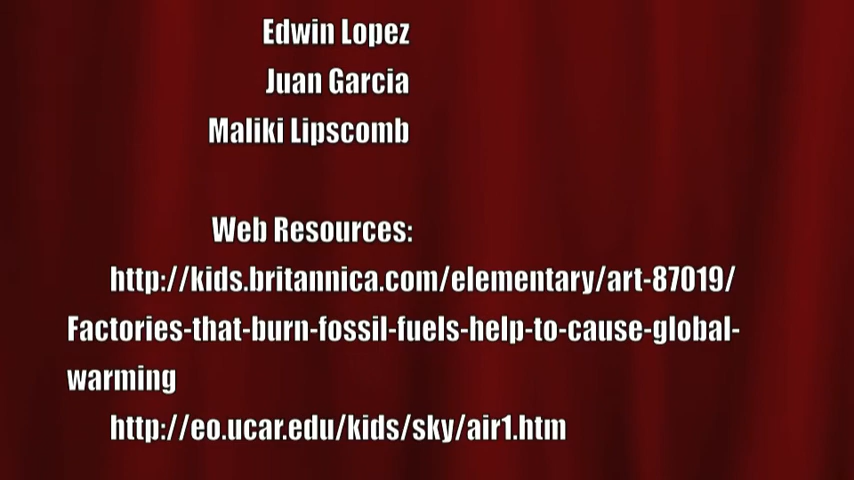 Edwin Lopez
Juan Garcia
Maliki Lipscomb
Web Resources:
http://kids.britannica.com/elementary/art-87019/
Factories-that-burn-fossil-fuels-help-to-cause-global-
warming
http://eo.ucar.edu/kids/sky/air1.htm